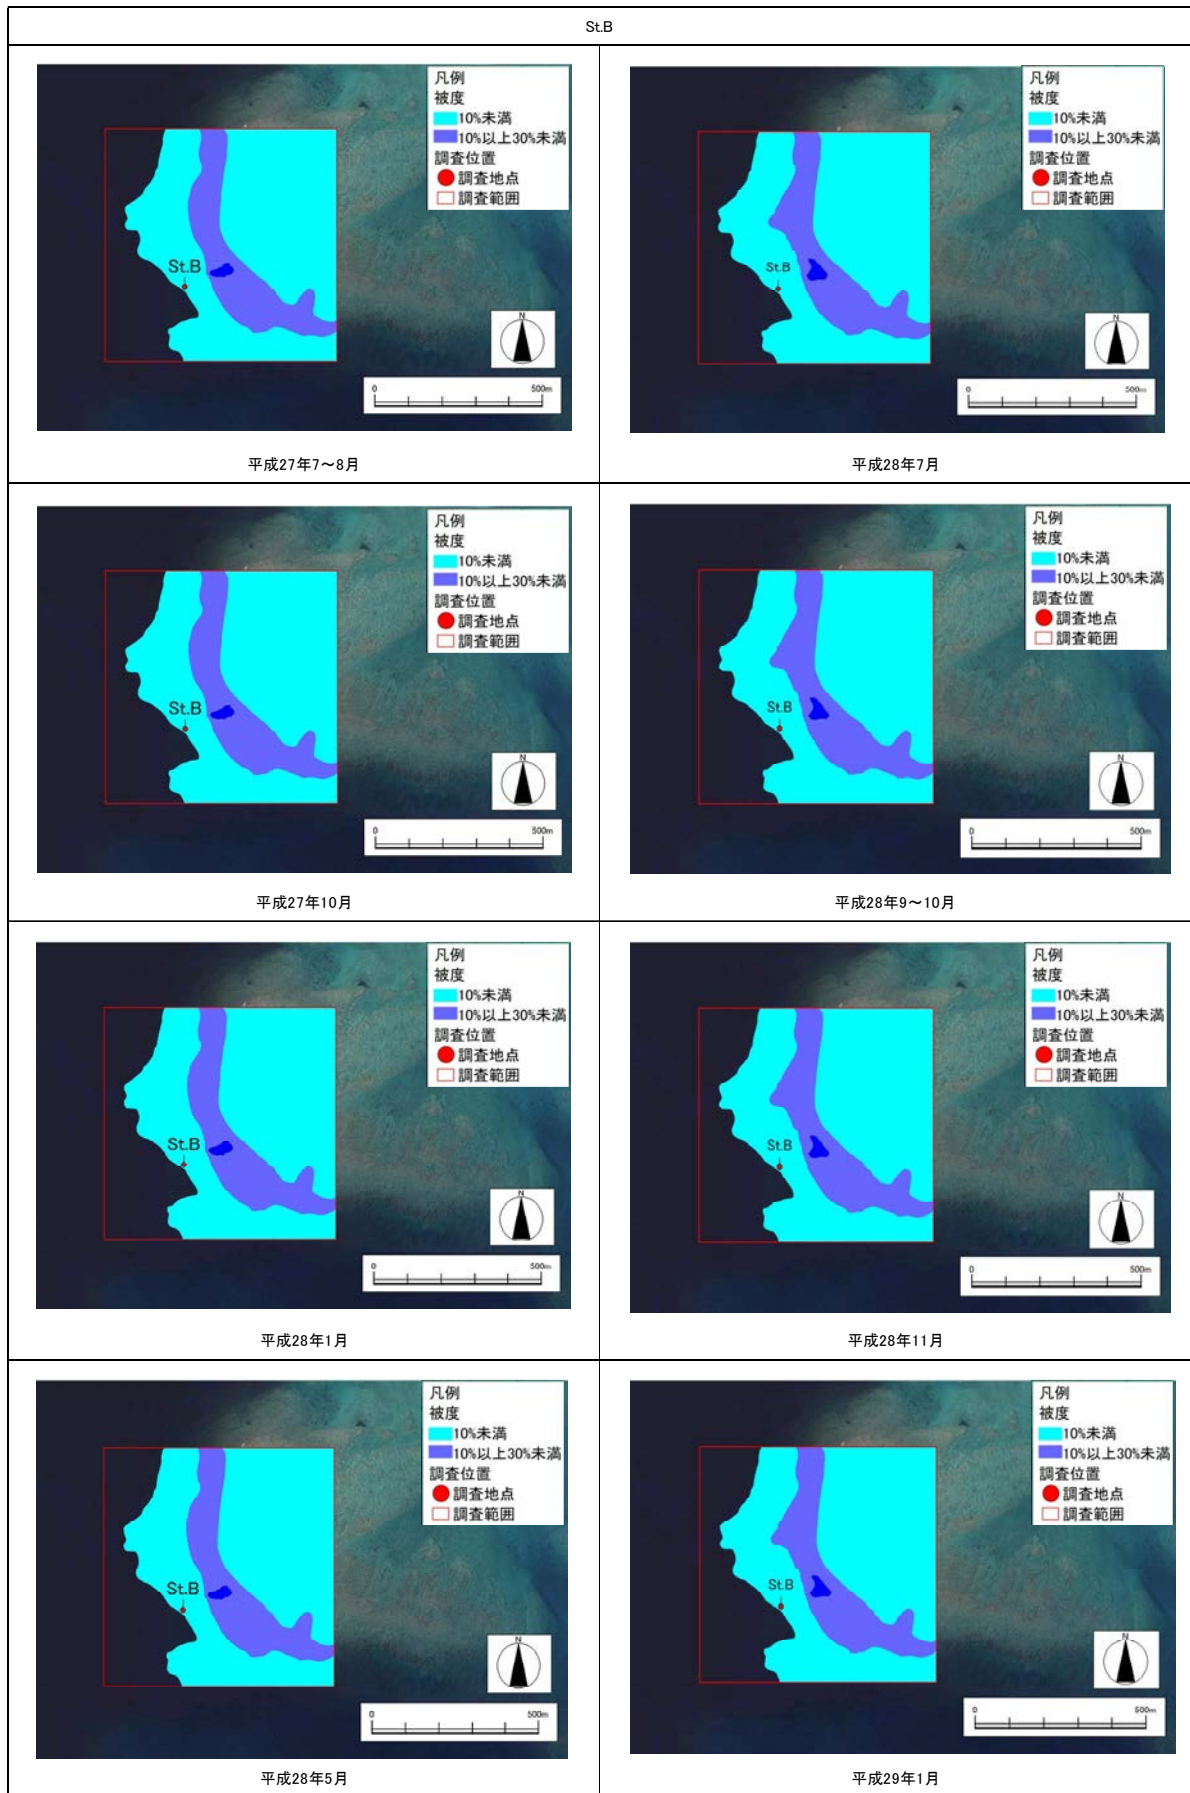 St.B
凡例
被度
10%未満
10%以上30%未満
調査位置
調査地点
調査範囲
St.B
N
0 500m
平成27年7～8月
凡例
被度
10%未満
10%以上30%未満
調査位置
調査地点
調査範囲
St.B
N
0 500m
平成28年7月
凡例
被度
10%未満
10%以上30%未満
調査位置
調査地点
調査範囲
St.B
N
0 500m
平成27年10月
凡例
被度
10%未満
10%以上30%未満
調査位置
調査地点
調査範囲
St.B
N
0 500m
平成28年9～10月
凡例
被度
10%未満
10%以上30%未満
調査位置
調査地点
調査範囲
St.B
N
0 500m
平成28年1月
凡例
被度
10%未満
10%以上30%未満
調査位置
調査地点
調査範囲
St.B
N
0 500m
平成28年11月
凡例
被度
10%未満
10%以上30%未満
調査位置
調査地点
調査範囲
St.B
N
0 500m
平成28年5月
凡例
被度
10%未満
10%以上30%未満
調査位置
調査地点
調査範囲
St.B
N
0 500m
平成29年1月